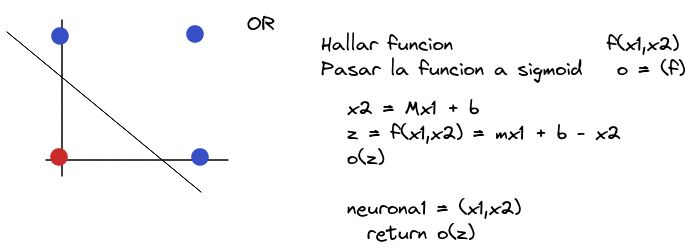 OR
Hallar funcion f(x1,x2)
Pasar la funcion a sigmoid o = (f)
x2 = Mx1 + b
z = f(x1,x2) = mx1 + b - x2
o(z)
neurona1 = (x1,x2)
return o(z)